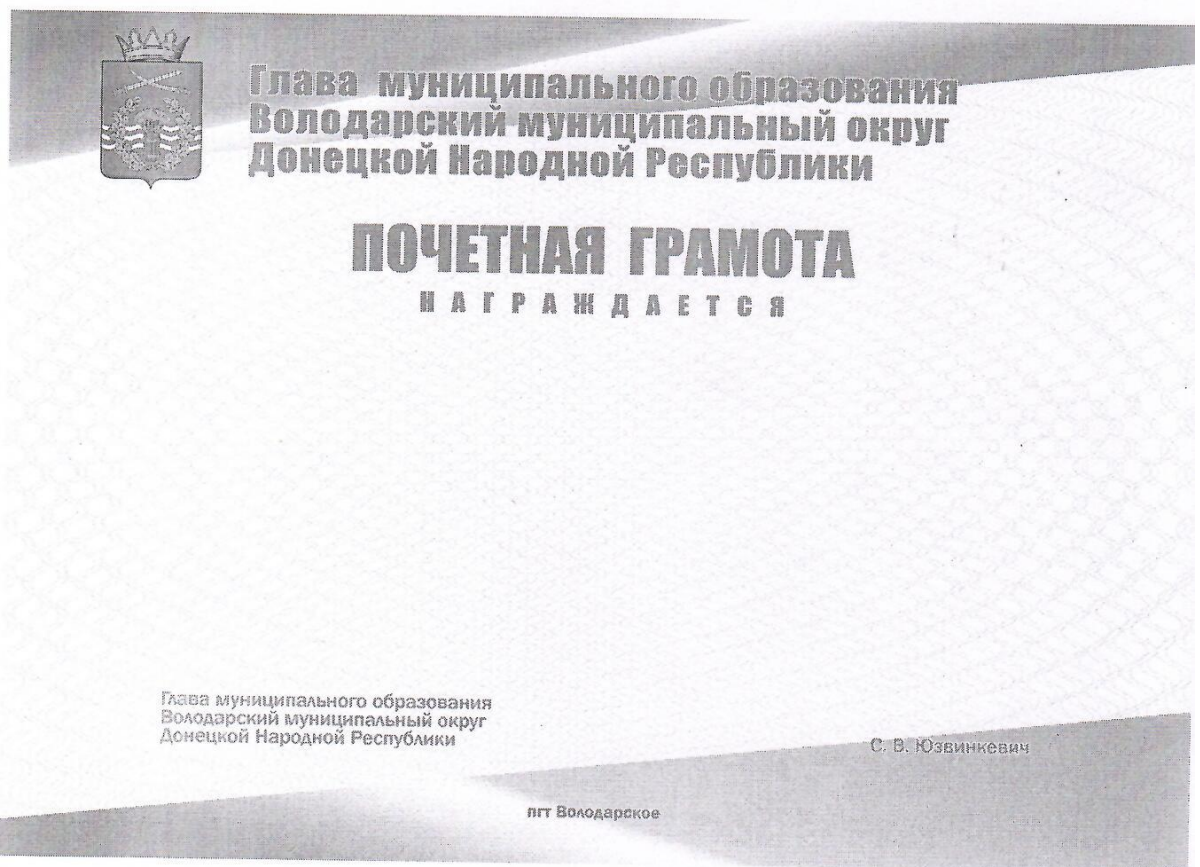 Глава муниципального образования
Володарский муниципальный округ
Донецкой Народной Республики
ПОЧЕТНАЯ ГРАМОТА
НАГРАЖДАЕТСЯ
Глава муниципального образования
Володарский муниципальный округ
Донецкой Народной Республики
С. В. Юзвинкевич
пгт Володарское